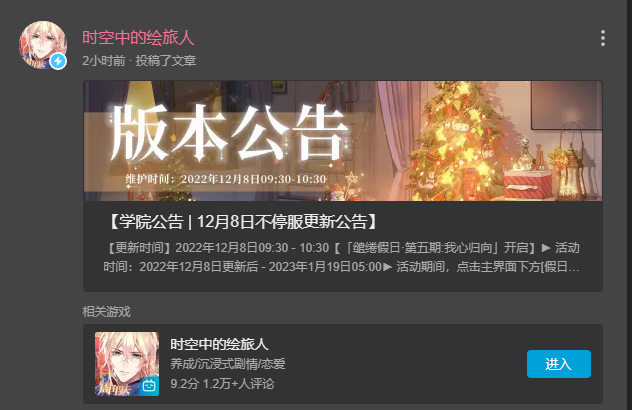 时空中的绘旅人
2小时前 · 投稿了文章
版本公告
维护时间：2022年12月8日09:30-10:30
【学院公告 | 12月8日不停服更新公告】
【更新时间】2022年12月8日09:30 - 10:30【「缱绻假日·第五期:我心归向」开启】► 活动
时间：2022年12月8日更新后 - 2023年1月19日05:00► 活动期间，点击主界面下方[假日...
相关游戏
时空中的绘旅人
养成/沉浸式剧情/恋爱
9.2分 1.2万+人评论
进入
周年庆